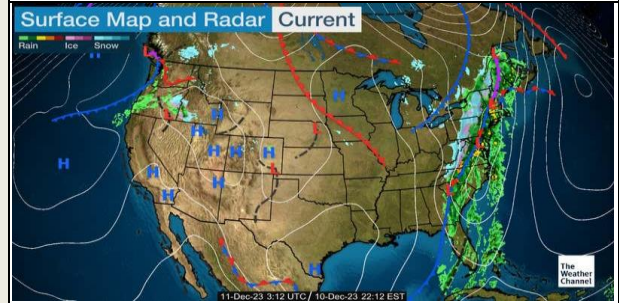 Surface Map and Radar Current
Rain Ice Snow
H
L
H
H
H
H
H
H
H
H
H
H
L
L
H
The
Weather
Channel
11-Dec-23 3:12 UTC / 10-Dec-23 22:12 EST